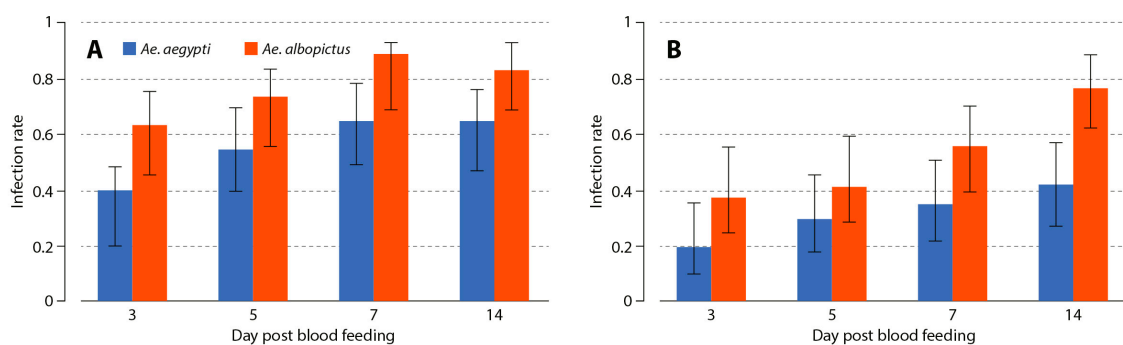 A
Ae. aegypti
Ae. albopictus
Infection rate
1
0.8
0.6
0.4
0.2
0
3
5
7
14
Day post blood feeding
B
Infection rate
1
0.8
0.6
0.4
0.2
0
3
5
7
14
Day post blood feeding